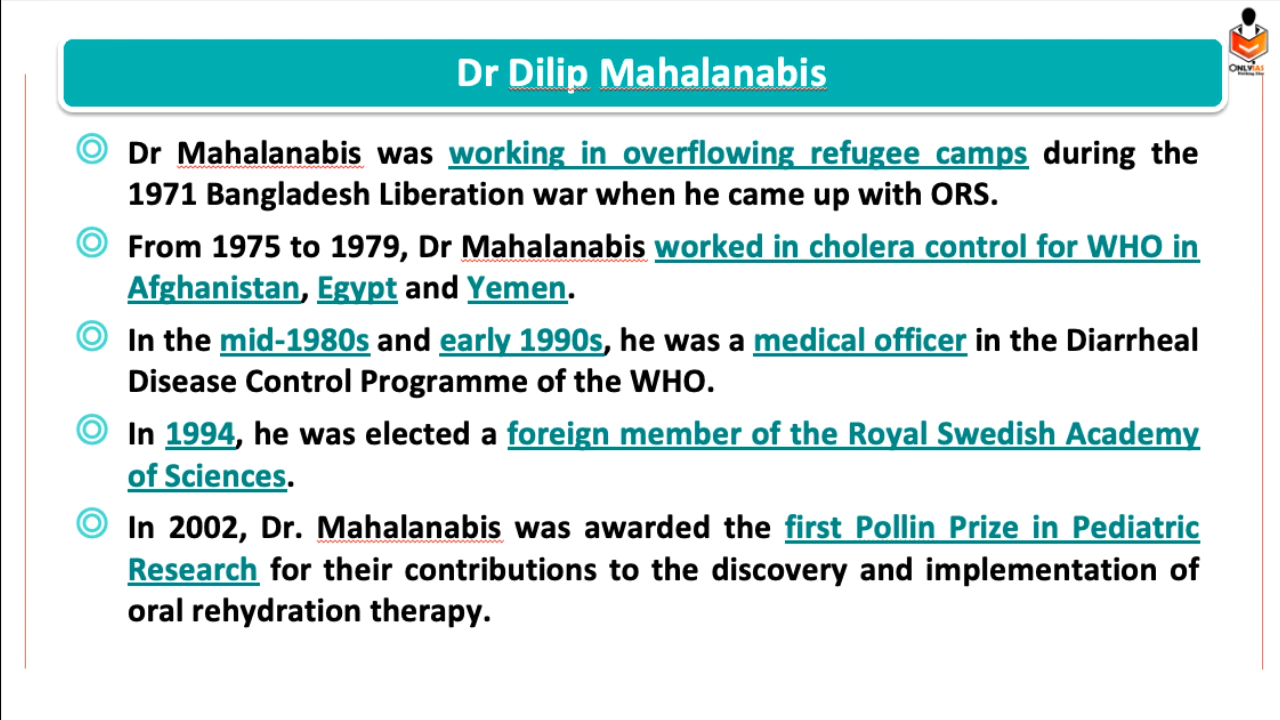 Dr Dilip Mahalanabis
ONLYIAS
Dr Mahalanabis was working in overflowing refugee camps during the
1971 Bangladesh Liberation war when he came up with ORS.
From 1975 to 1979, Dr Mahalanabis worked in cholera control for WHO in
Afghanistan, Egypt and Yemen.
In the mid-1980s and early 1990s, he was a medical officer in the Diarrheal
Disease Control Programme of the WHO.
In 1994, he was elected a foreign member of the Royal Swedish Academy
of Sciences.
In 2002, Dr. Mahalanabis was awarded the first Pollin Prize in Pediatric
Research for their contributions to the discovery and implementation of
oral rehydration therapy.